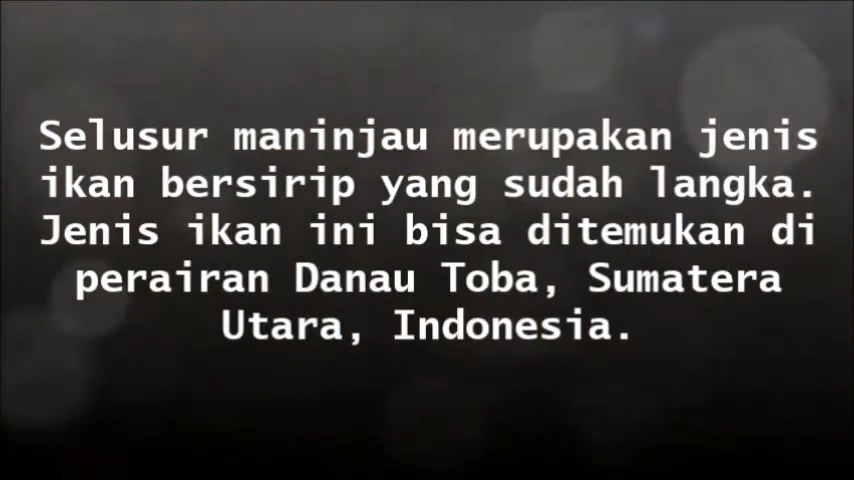 Selusur maninjau merupakan jenis
ikan bersirip yang sudah langka.
Jenis ikan ini bisa ditemukan di
perairan Danau Toba, Sumatera
Utara, Indonesia.